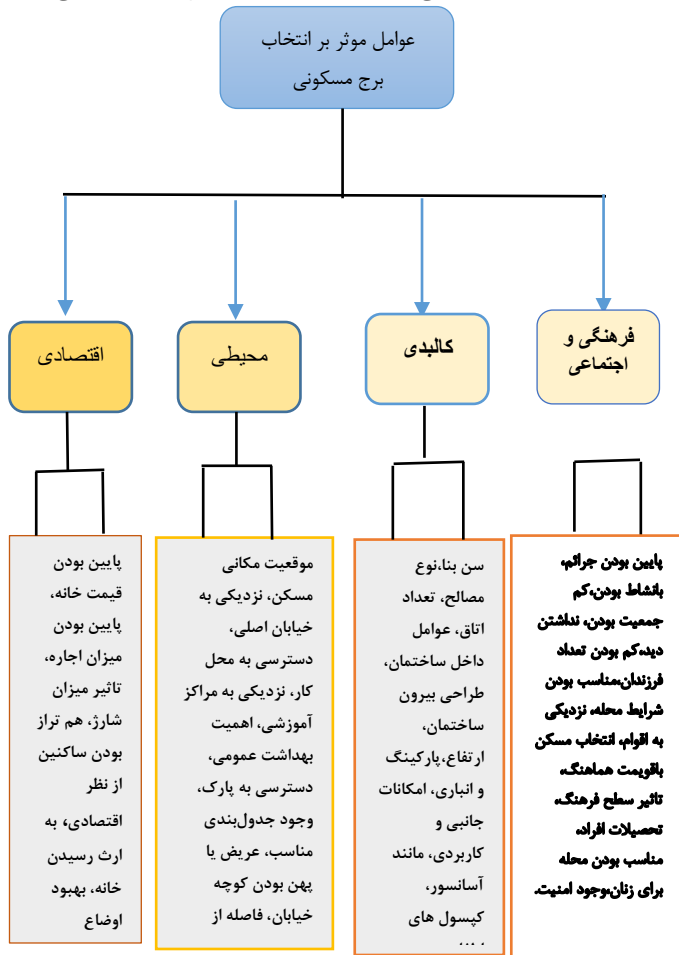 عوامل موثر بر انتخاب
برج مسکونی
فرهنگی و
اجتماعی
کالبدی
محیطی
اقتصادی
پایین بودن جرائم،
بانشاط بودن،کم
جمعیت بودن، نداشتن
دید،کم بودن تعداد
فرزندان،مناسب بودن
شرایط محله، نزدیکی
به اقوام، انتخاب مسکن
باقویمت هماهنگ،
تاثیر سطح فرهنگ،
تحصیلات افراد،
مناسب بودن محله
برای زنان،وجود امنیت.
سن بنا،نوع
مصالح، تعداد
اتاق، عوامل
داخل ساختمان،
طراحی بیرون
ساختمان،
ارتفاع،پارکینگ
و انباری، امکانات
جانبی و
کاربردی، مانند
آسانسور،
کپسول های
موقعیت مکانی
مسکن، نزدیکی به
خیابان اصلی،
دسترسی به محل
کار، نزدیکی به مراکز
آموزشی، اهمیت
بهداشت عمومی،
دسترسی به پارک،
وجود جدول‌بندی
مناسب، عریض یا
پهن بودن کوچه
خیابان، فاصله از
پایین بودن
قیمت خانه،
پایین بودن
میزان اجاره،
تاثیر میزان
شارژ، هم تراز
بودن ساکنین
از نظر
اقتصادی، به
ارث رسیدن
خانه، بهبود
اوضاع